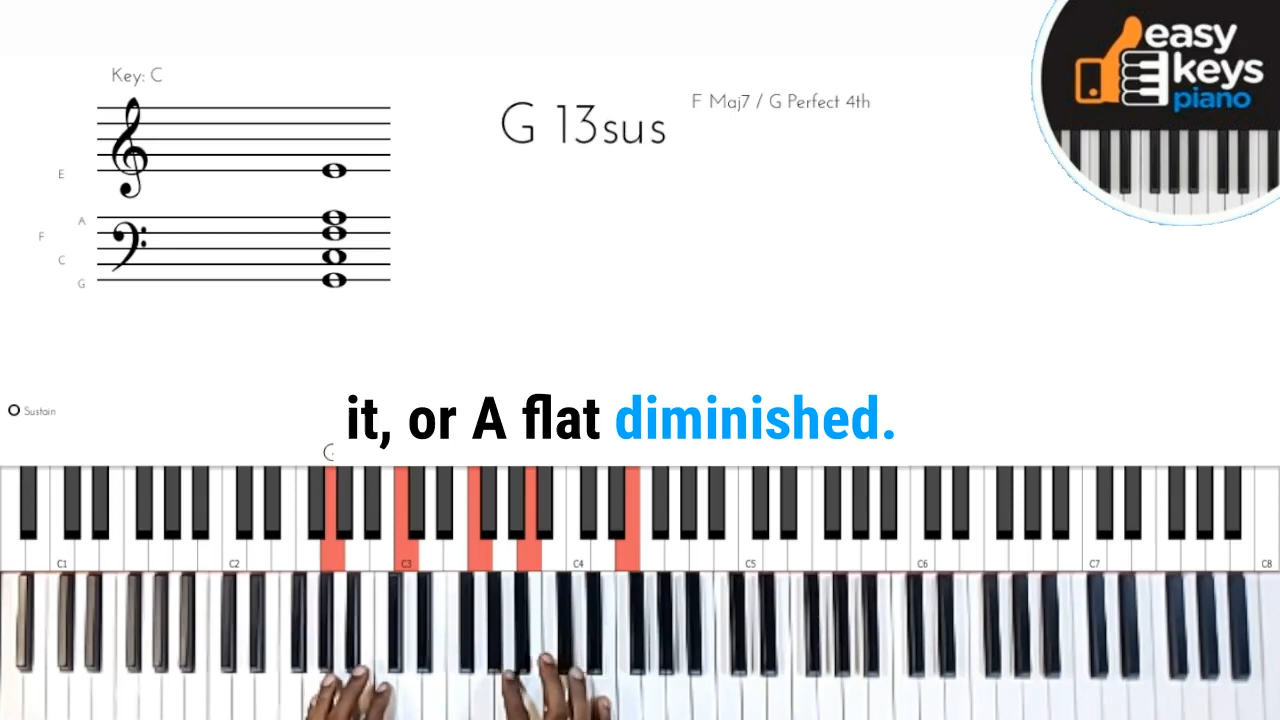 easy
keys
piano
Key: C
G 13sus
F Maj7 / G Perfect 4th
E
A
F
C
G
Sustain
it, or A flat diminished.
C1
C2
C3
C4
C5
C6
C7
C8